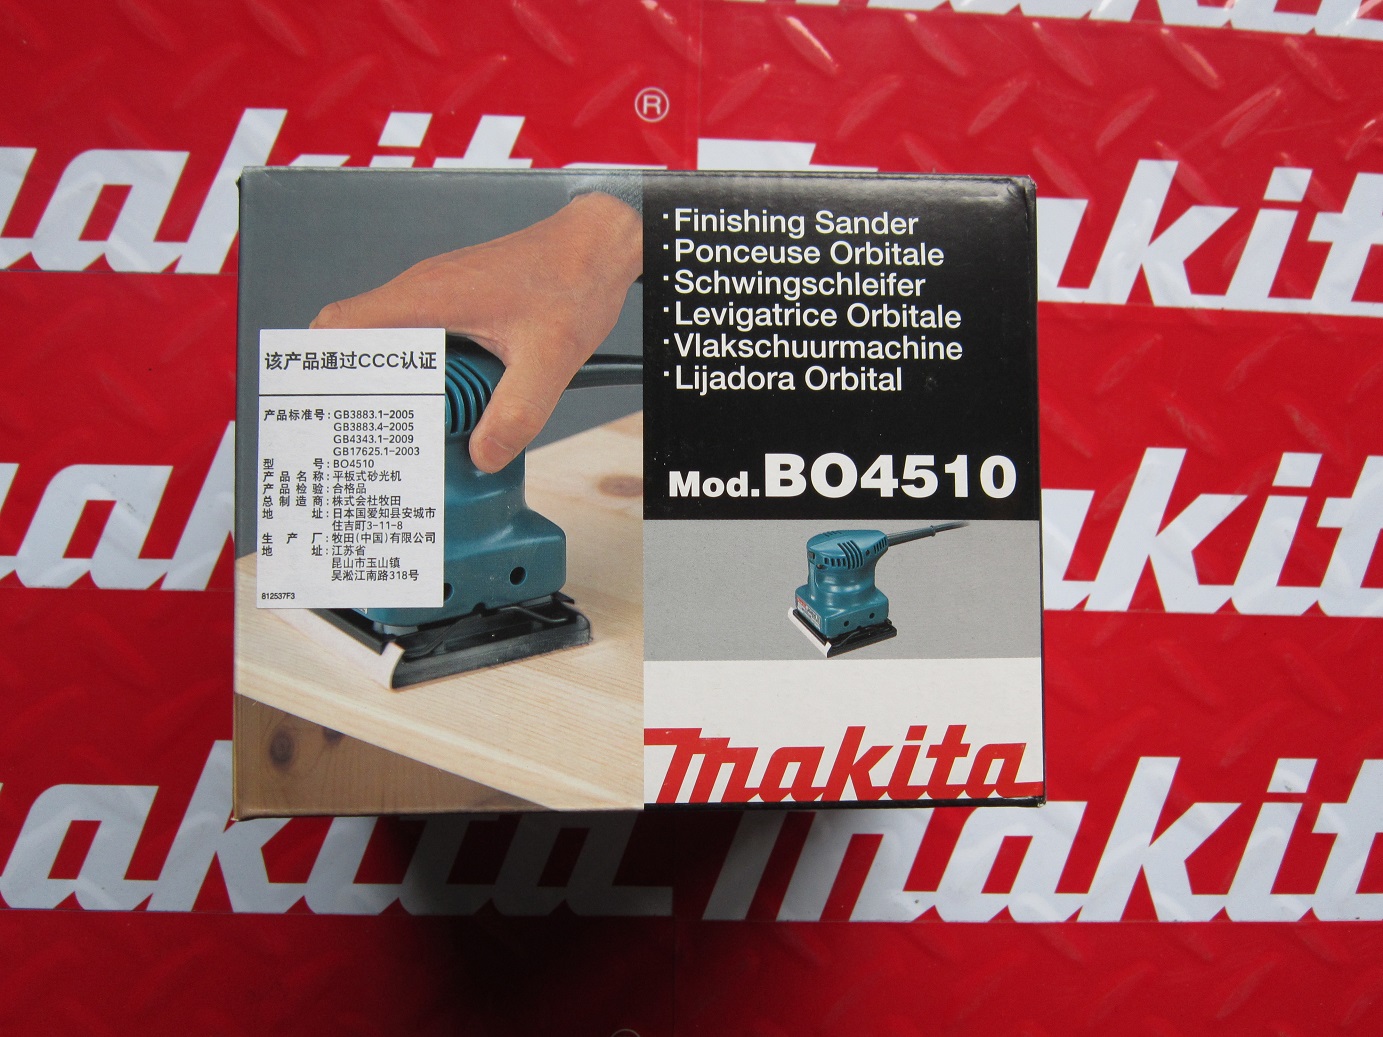 makita
®
makita
·Finishing Sander
·Ponceuse Orbitale
·Schwingschleifer
·Levigatrice Orbitale
·Vlakschuurmachine
·Lijadora Orbital
Mod.BO4510
makita
该产品通过CCC认证
产品标准号:GB3883.1-2005
GB3883.4-2005
GB4343.1-2009
GB17625.1-2003
型号:BO4510
产品名称:平板式砂光机
产品检验:合格品
总制造商:株式会社牧田
地址:日本国爱知县安城市
住吉町3-11-8
生产厂:牧田(中国)有限公司
地址:江苏省
昆山市玉山镇
吴淞江南路318号
812537F3
makita
makita